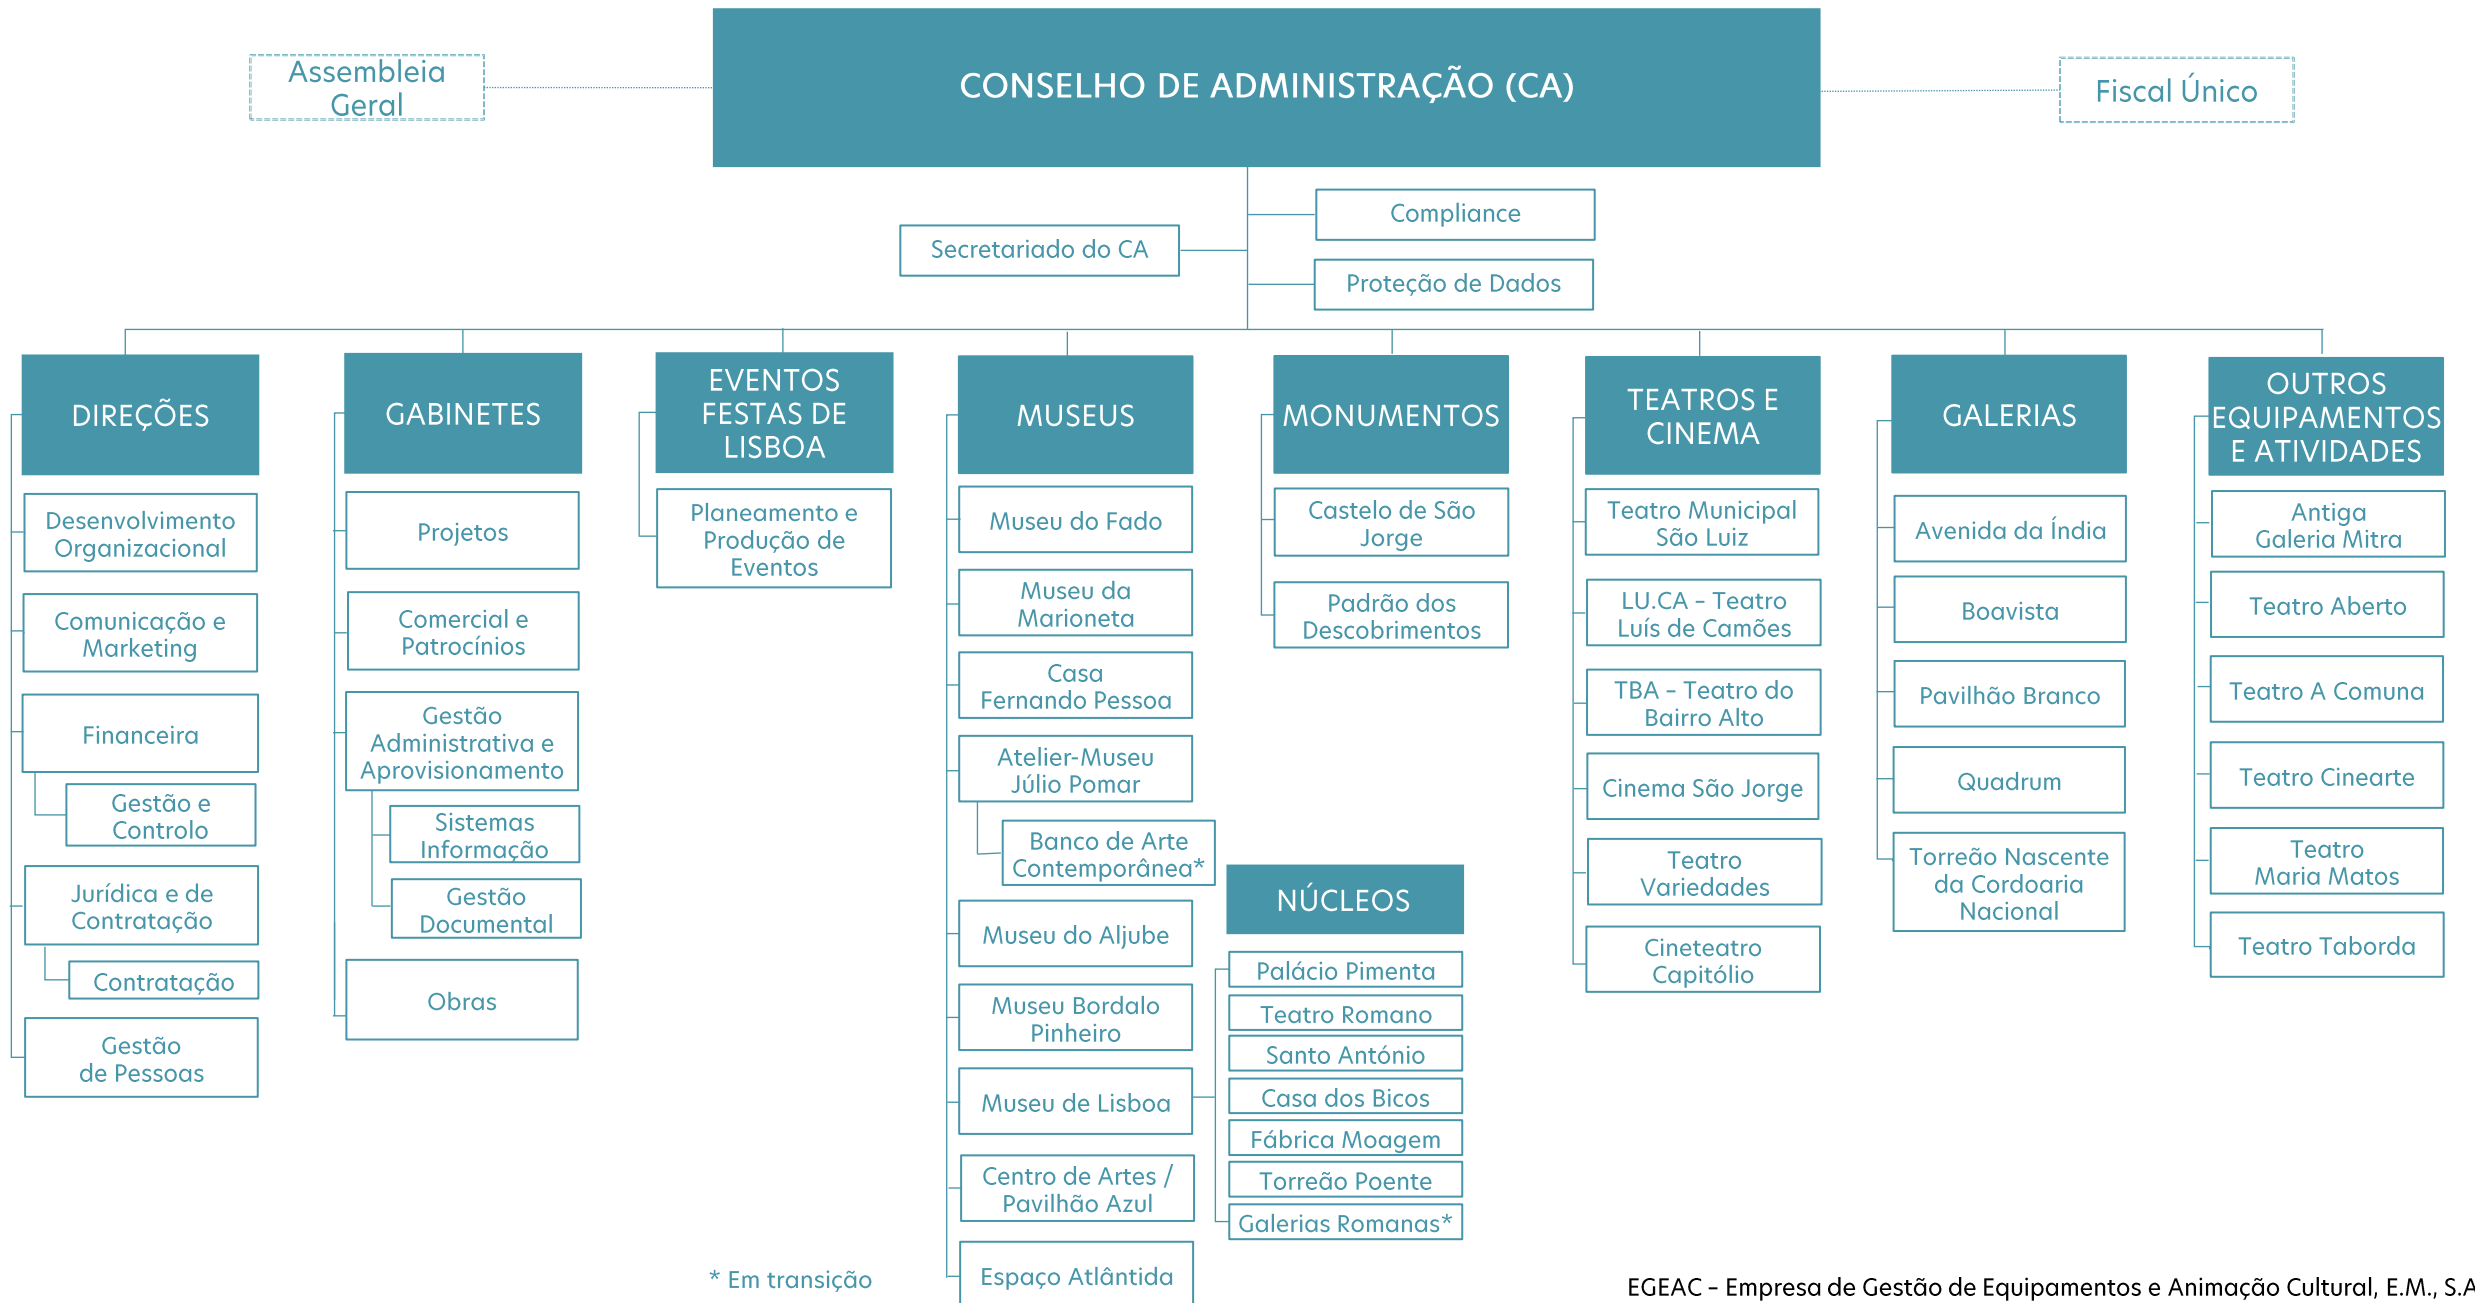 Assembleia
Geral
CONSELHO DE ADMINISTRAÇÃO (CA)
Fiscal Único
Compliance
Secretariado do CA
Proteção de Dados
DIREÇÕES
Desenvolvimento
Organizacional
Comunicação e
Marketing
Financeira
Gestão e
Controlo
Jurídica e de
Contratação
Contratação
Gestão
de Pessoas
GABINETES
Projetos
Comercial e
Patrocínios
Gestão
Administrativa e
Aprovisionamento
Sistemas
Informação
Gestão
Documental
Obras
EVENTOS
FESTAS DE
LISBOA
Planeamento e
Produção de
Eventos
MUSEUS
Museu do Fado
Museu da
Marioneta
Casa
Fernando Pessoa
Atelier-Museu
Júlio Pomar
Banco de Arte
Contemporânea*
Museu do Aljube
Museu Bordalo
Pinheiro
Museu de Lisboa
Centro de Artes /
Pavilhão Azul
Espaço Atlântida
NÚCLEOS
Palácio Pimenta
Teatro Romano
Santo António
Casa dos Bicos
Fábrica Moagem
Torreão Poente
Galerias Romanas*
MONUMENTOS
Castelo de São
Jorge
Padrão dos
Descobrimentos
TEATROS E
CINEMA
Teatro Municipal
São Luiz
LU.CA – Teatro
Luís de Camões
TBA – Teatro do
Bairro Alto
Cinema São Jorge
Teatro
Variedades
Cineteatro
Capitólio
GALERIAS
Avenida da Índia
Boavista
Pavilhão Branco
Quadrum
Torreão Nascente
da Cordoaria
Nacional
OUTROS
EQUIPAMENTOS
E ATIVIDADES
Antiga
Galeria Mitra
Teatro Aberto
Teatro A Comuna
Teatro Cinearte
Teatro
Maria Matos
Teatro Taborda
* Em transição
EGEAC – Empresa de Gestão de Equipamentos e Animação Cultural, E.M., S.A